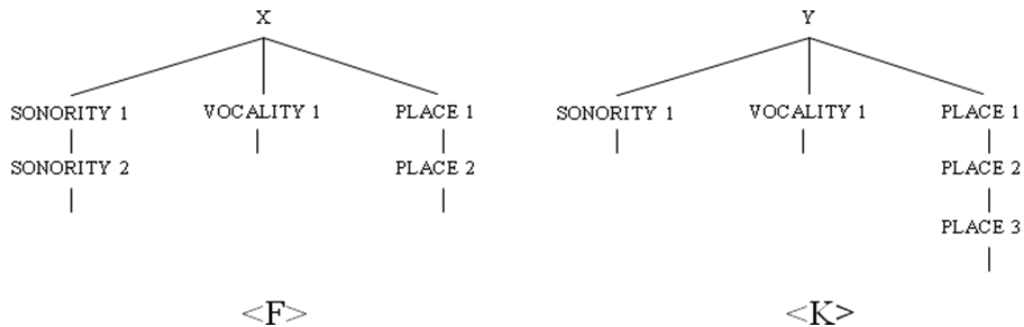 X Y
SONORITY 1 VOCALITY 1 PLACE 1 SONORITY 1 VOCALITY 1 PLACE 1
SONORITY 2 PLACE 2 PLACE 2
PLACE 3
<F> <K>